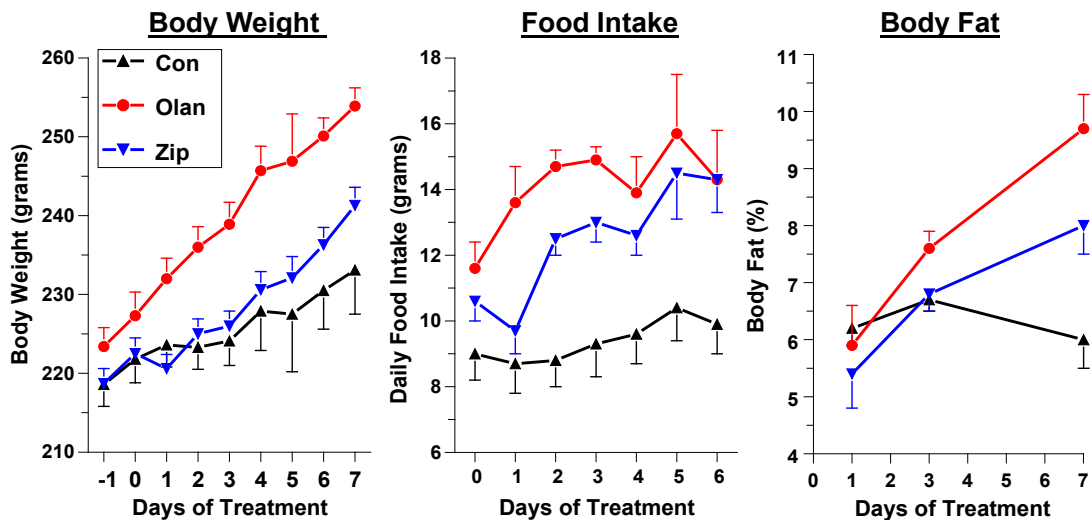 Body Weight
Food Intake
Body Fat
Con
Olan
Zip
Body Weight (grams)
260
250
240
230
220
210
-1 0 1 2 3 4 5 6 7
Days of Treatment
Daily Food Intake (grams)
18
16
14
12
10
8
6
0 1 2 3 4 5 6
Days of Treatment
Body Fat (%)
11
10
9
8
7
6
5
4
0 1 2 3 4 5 6 7
Days of Treatment